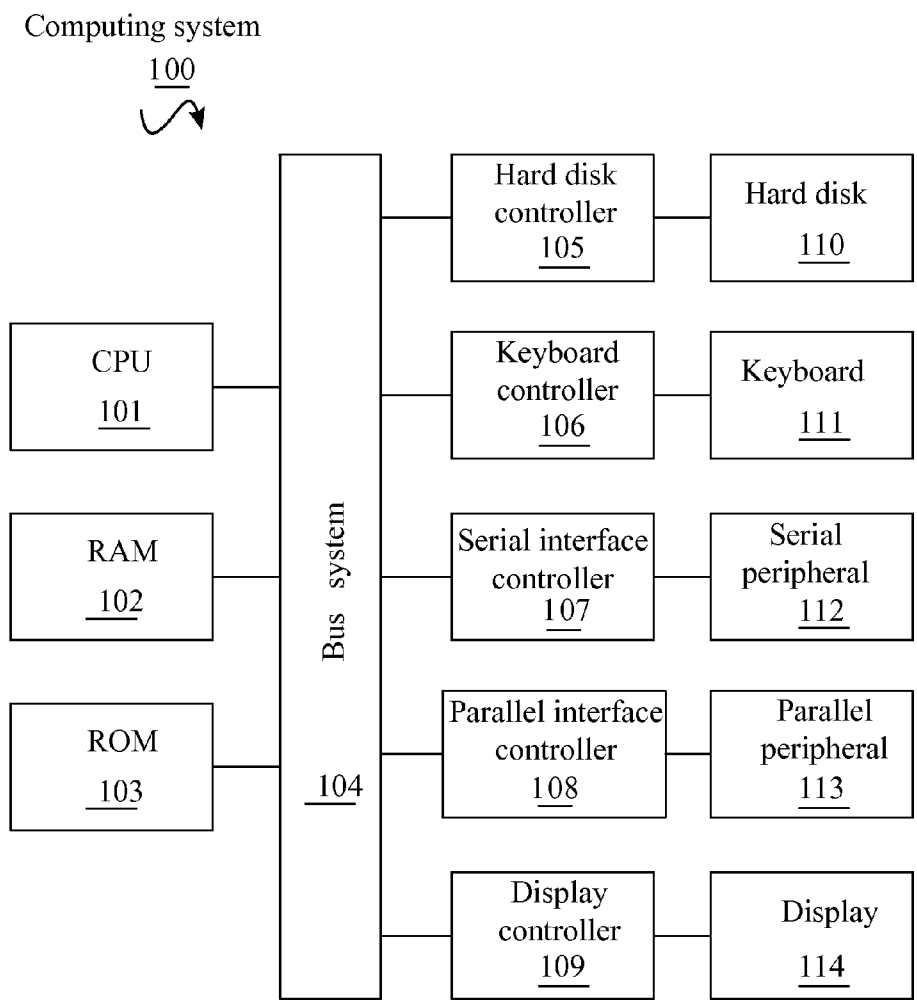 Computing system
100
CPU
101
RAM
102
ROM
103
Bus system
104
Hard disk
controller
105
Hard disk
110
Keyboard
controller
106
Keyboard
111
Serial interface
controller
107
Serial
peripheral
112
Parallel interface
controller
108
Parallel
peripheral
113
Display
controller
109
Display
114